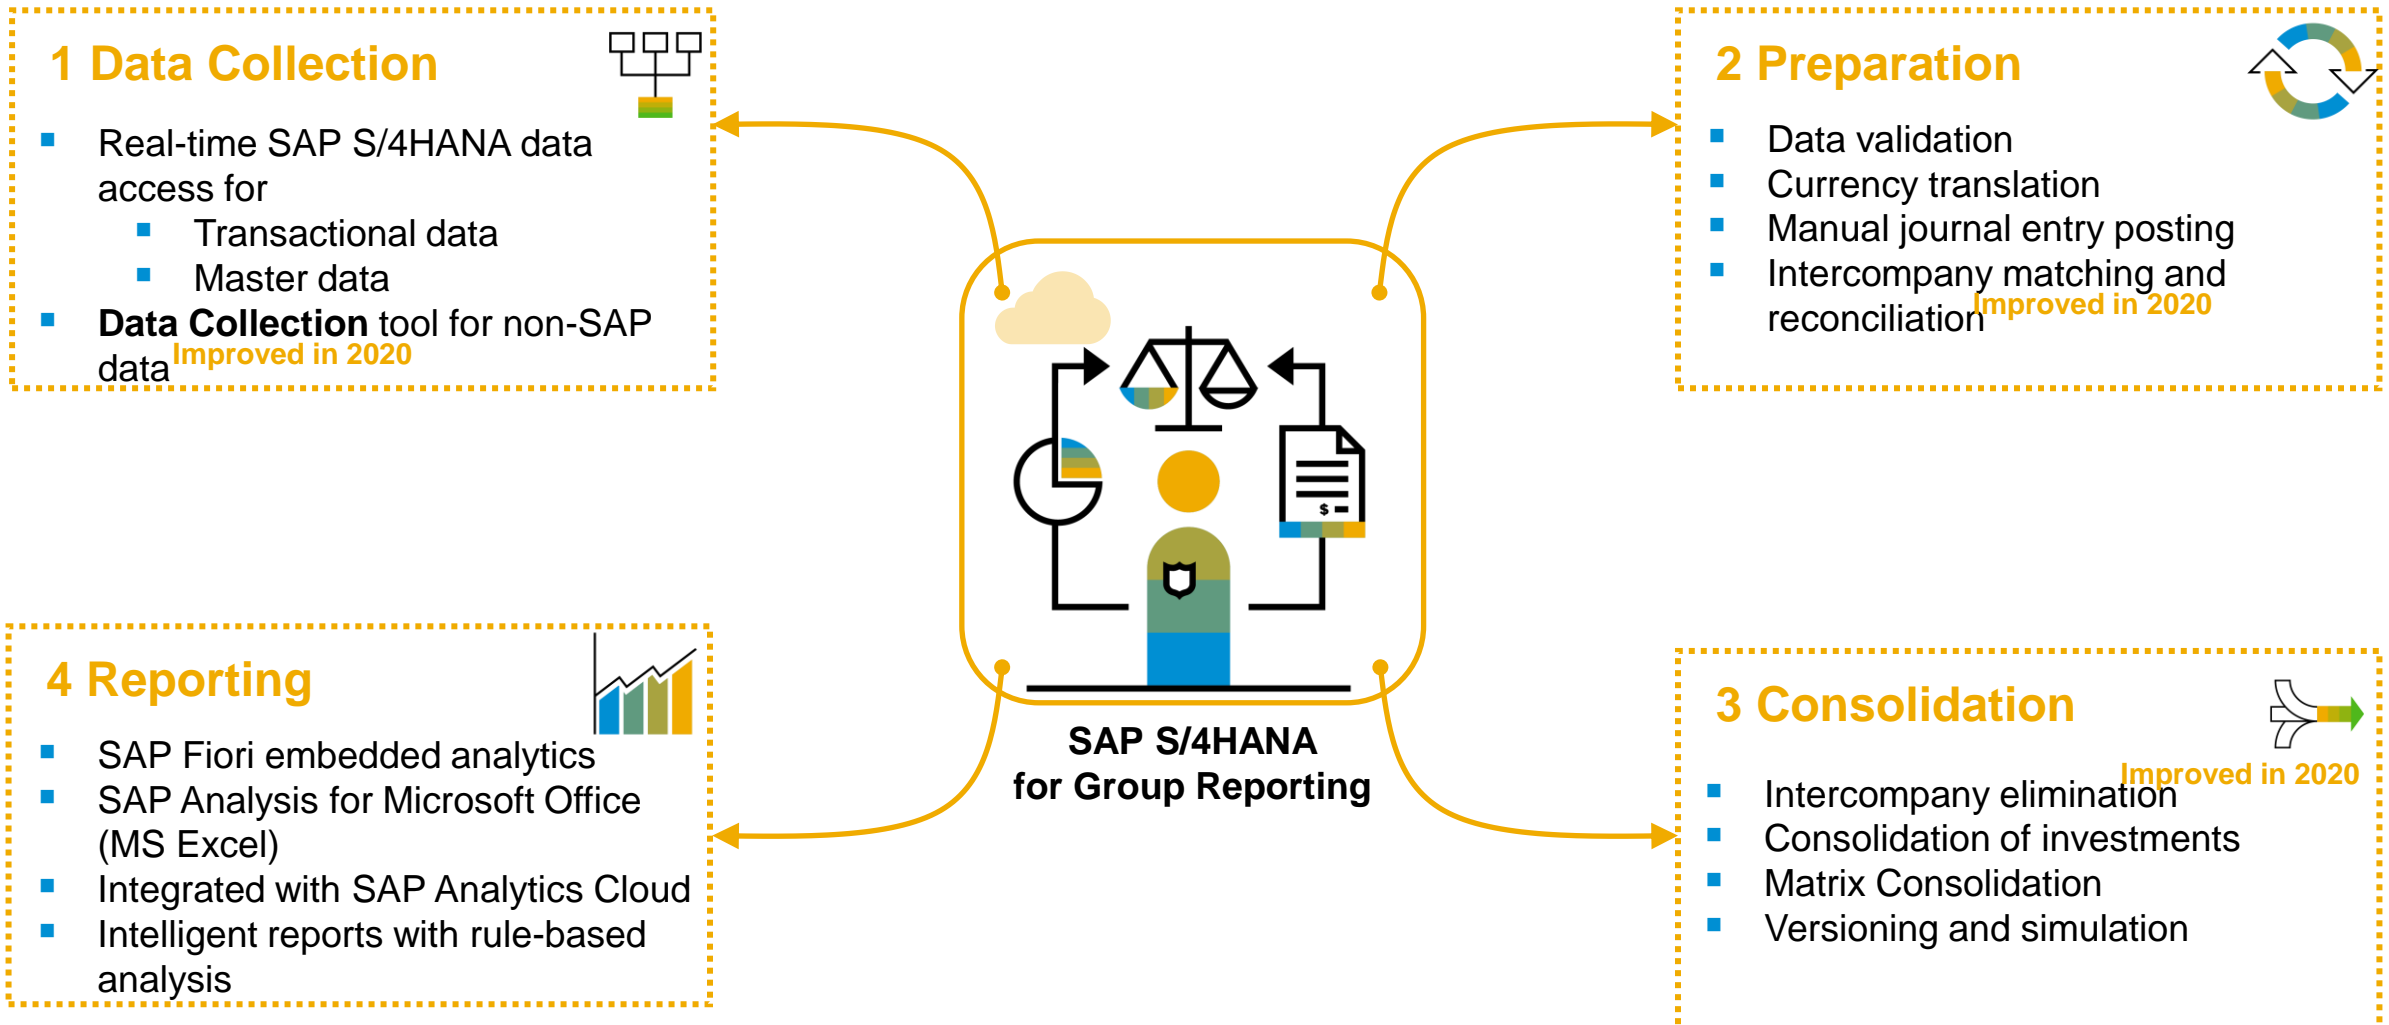 1 Data Collection
Real-time SAP S/4HANA data
access for
Transactional data
Master data
Data Collection tool for non-SAP
data
Improved in 2020
2 Preparation
Data validation
Currency translation
Manual journal entry posting
Intercompany matching and
reconciliation
Improved in 2020
$
SAP S/4HANA
for Group Reporting
3 Consolidation
Improved in 2020
Intercompany elimination
Consolidation of investments
Matrix Consolidation
Versioning and simulation
4 Reporting
SAP Fiori embedded analytics
SAP Analysis for Microsoft Office
(MS Excel)
Integrated with SAP Analytics Cloud
Intelligent reports with rule-based
analysis